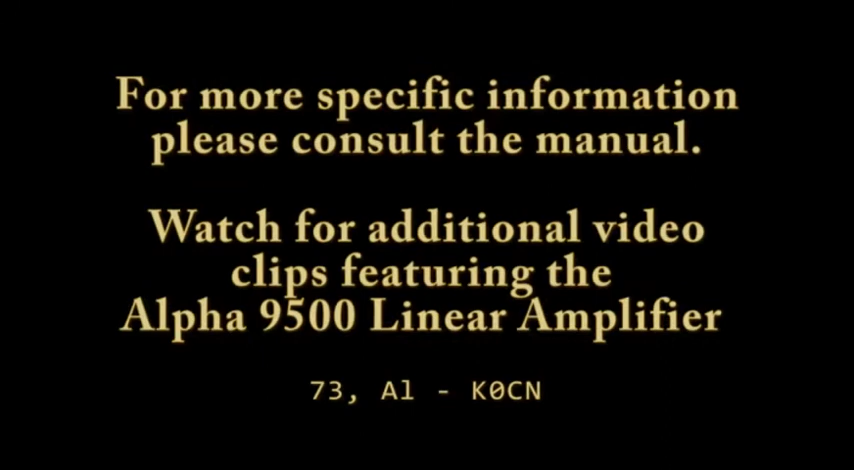 For more specific information
please consult the manual.
Watch for additional video
clips featuring the
Alpha 9500 Linear Amplifier
73, Al - K0CN